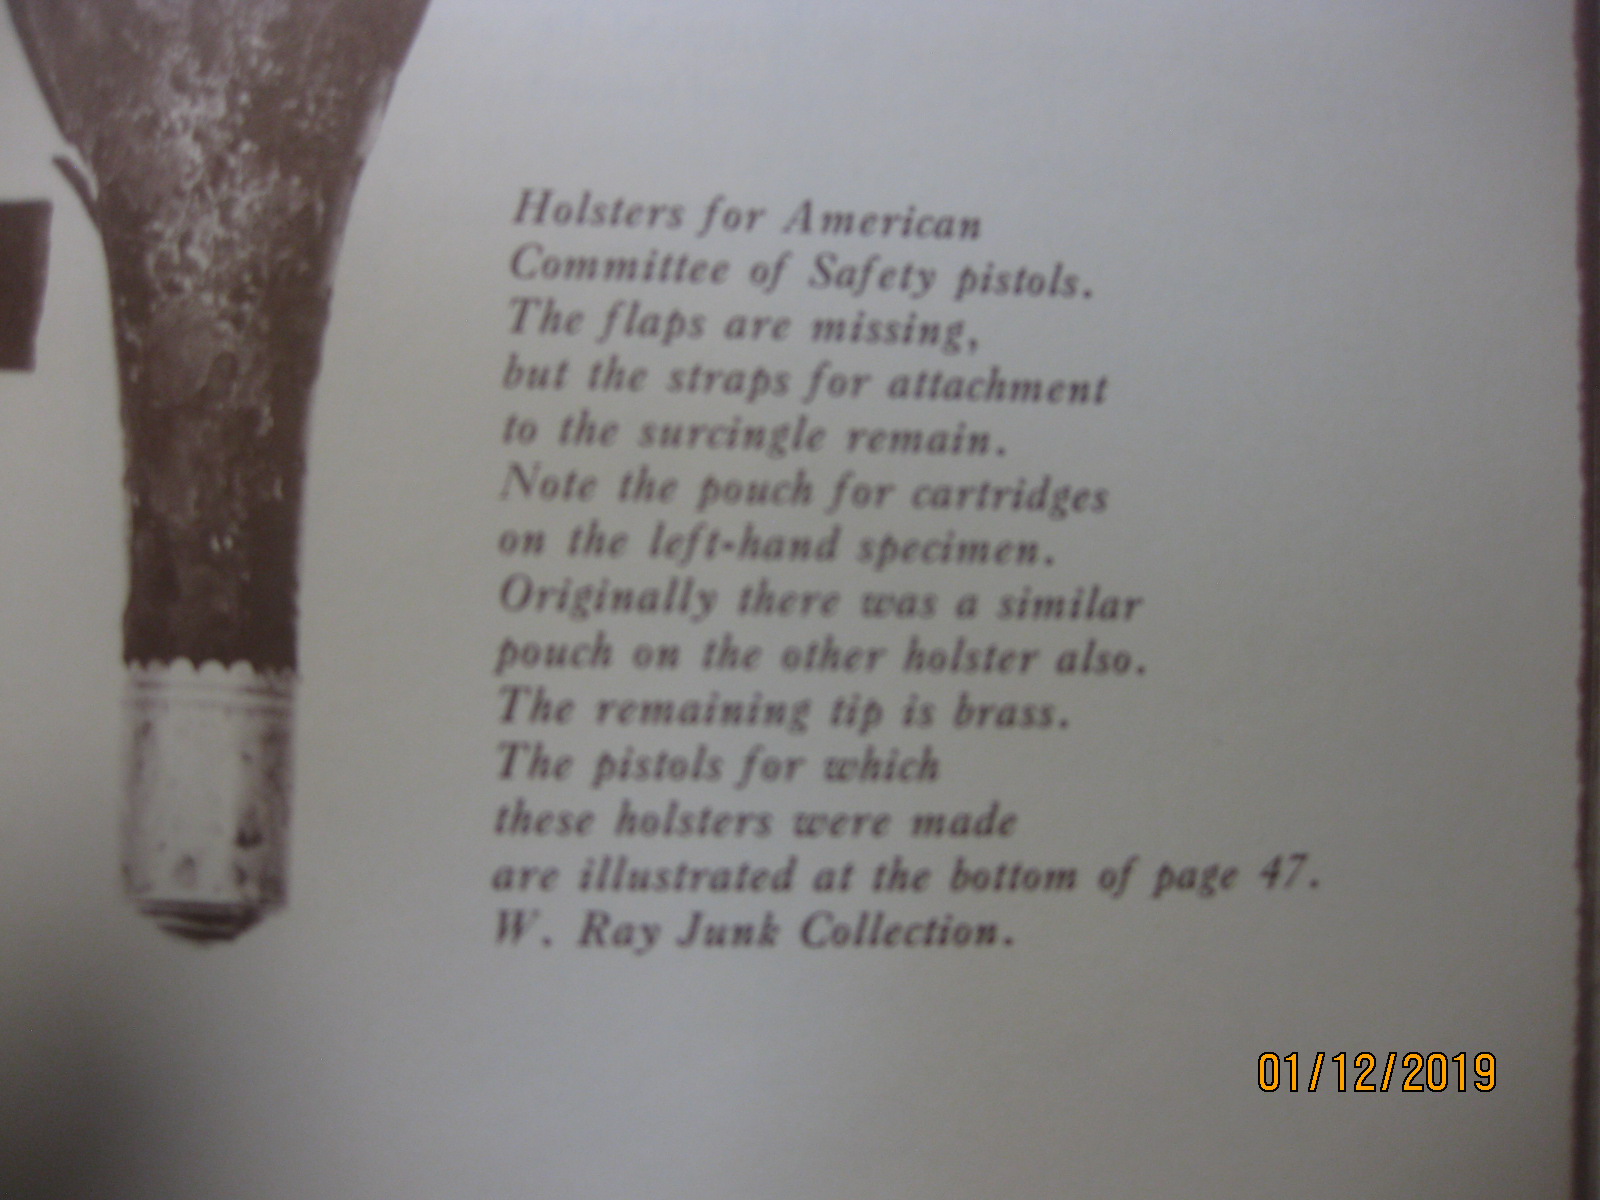 Holsters for American
Committee of Safety pistols.
The flaps are missing,
but the straps for attachment
to the surcingle remain.
Note the pouch for cartridges
on the left-hand specimen.
Originally there was a similar
pouch on the other holster also.
The remaining tip is brass.
The pistols for which
these holsters were made
are illustrated at the bottom of page 47.
W. Ray Junk Collection.
01/12/2019